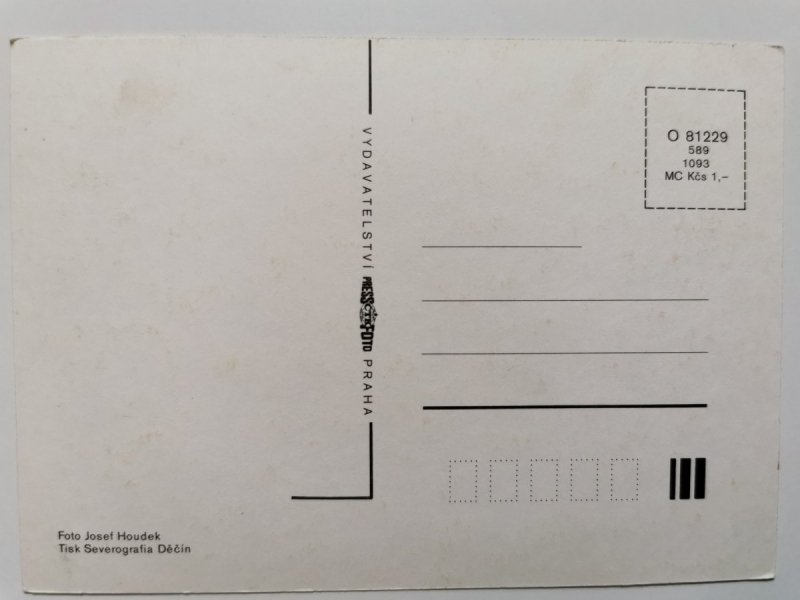 O 81229
589
1093
MC Kčs 1,–
VYDAVATELSTVÍ PRESSFOTO PRAHA
Foto Josef Houdek
Tisk Severografia Děčín